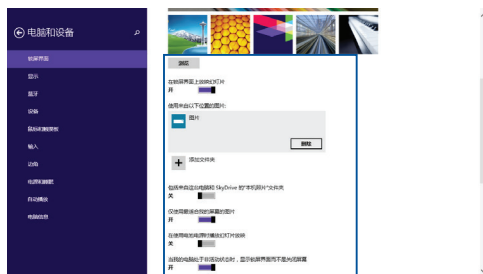 电脑和设备
锁屏界面
显示
蓝牙
设备
鼠标和触摸板
输入
边角
电源和睡眠
自动播放
电脑信息
浏览
在锁屏界面上放映幻灯片
开
使用来自以下位置的图片:
图片
删除
添加文件夹
包括来自这台电脑和 SkyDrive 的“本机照片”文件夹
关
仅使用最适合我的屏幕的图片
开
在使用电池电源时播放幻灯片放映
关
当我的电脑处于非活动状态时，显示锁屏界面而不是关闭屏幕
开